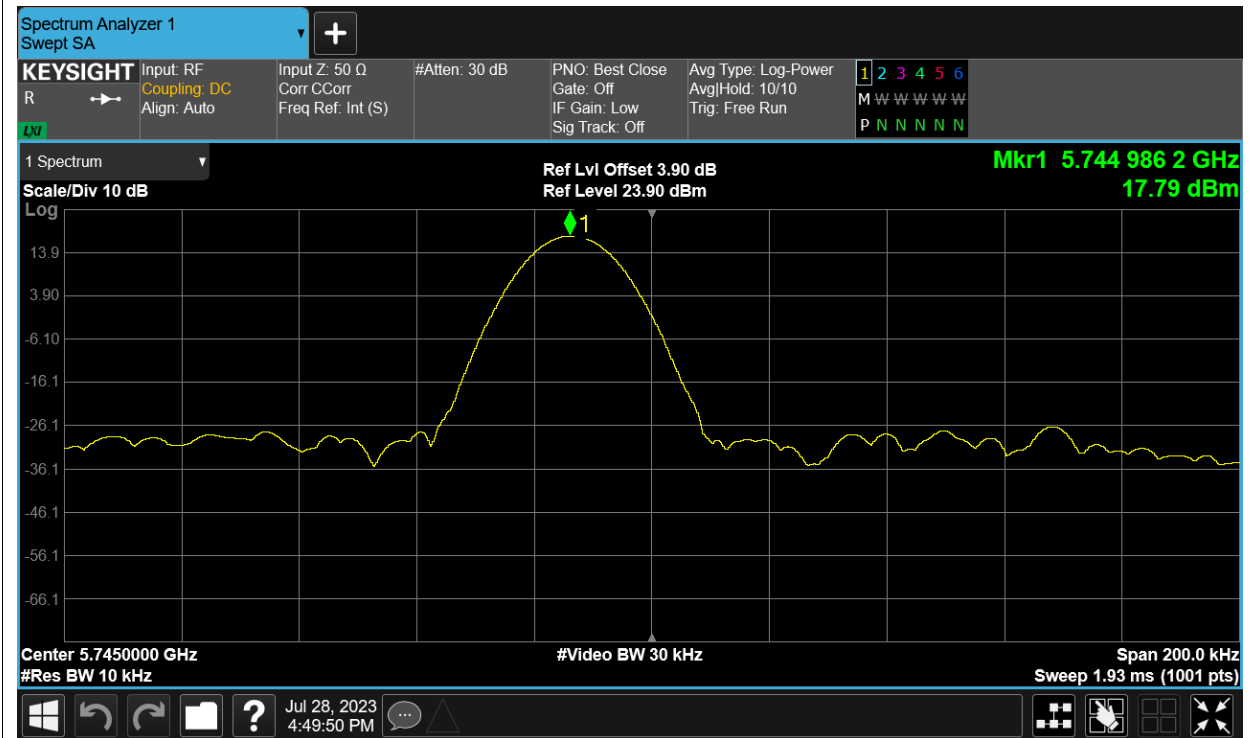 Spectrum Analyzer 1
Swept SA
KEYSIGHT
R
LXI
Input: RF
Coupling: DC
Align: Auto
Input Z: 50 Ω
Corr CCorr
Freq Ref: Int (S)
#Atten: 30 dB
PNO: Best Close
Gate: Off
IF Gain: Low
Sig Track: Off
Avg Type: Log-Power
Avg|Hold: 10/10
Trig: Free Run
1 2 3 4 5 6
M W W W W W
P N N N N N
1 Spectrum
Scale/Div 10 dB
Ref Lvl Offset 3.90 dB
Ref Level 23.90 dBm
Mkr1 5.744 986 2 GHz
17.79 dBm
Log
1
13.9
3.90
-6.10
-16.1
-26.1
-36.1
-46.1
-56.1
-66.1
Center 5.7450000 GHz
#Video BW 30 kHz
Span 200.0 kHz
#Res BW 10 kHz
Sweep 1.93 ms (1001 pts)
?
Jul 28, 2023
4:49:50 PM